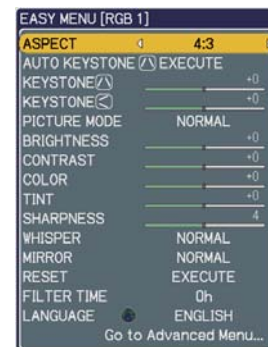 EASY MENU [RGB 1]
ASPECT 4:3
AUTO KEYSTONE EXECUTE
KEYSTONE +0
KEYSTONE +0
PICTURE MODE NORMAL
BRIGHTNESS +0
CONTRAST +0
COLOR +0
TINT +0
SHARPNESS 4
WHISPER NORMAL
MIRROR NORMAL
RESET EXECUTE
FILTER TIME 0h
LANGUAGE ENGLISH
Go to Advanced Menu...